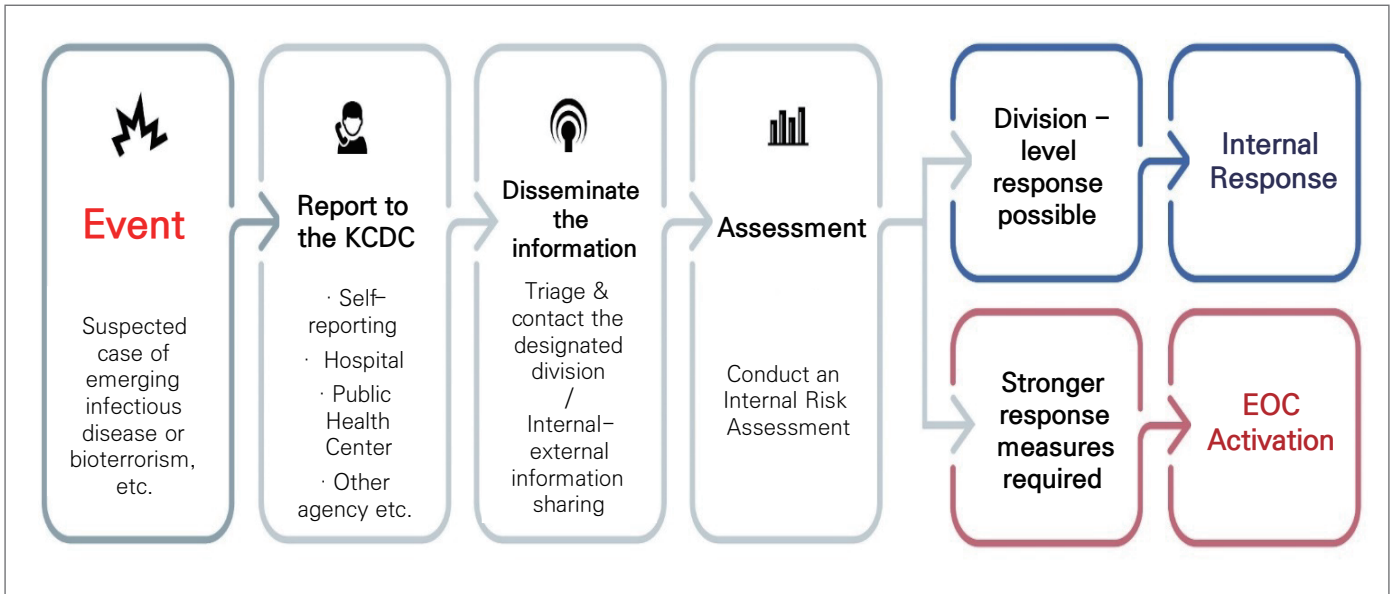 Event
Suspected
case of
emerging
infectious
disease or
bioterrorism,
etc.
Report to
the KCDC
· Self-
reporting
· Hospital
· Public
Health
Center
· Other
agency etc.
Disseminate
the
information
Triage &
contact the
designated
division
/
Internal-
external
information
sharing
Assessment
Conduct an
Internal Risk
Assessment
Division –
level
response
possible
Internal
Response
Stronger
response
measures
required
EOC
Activation